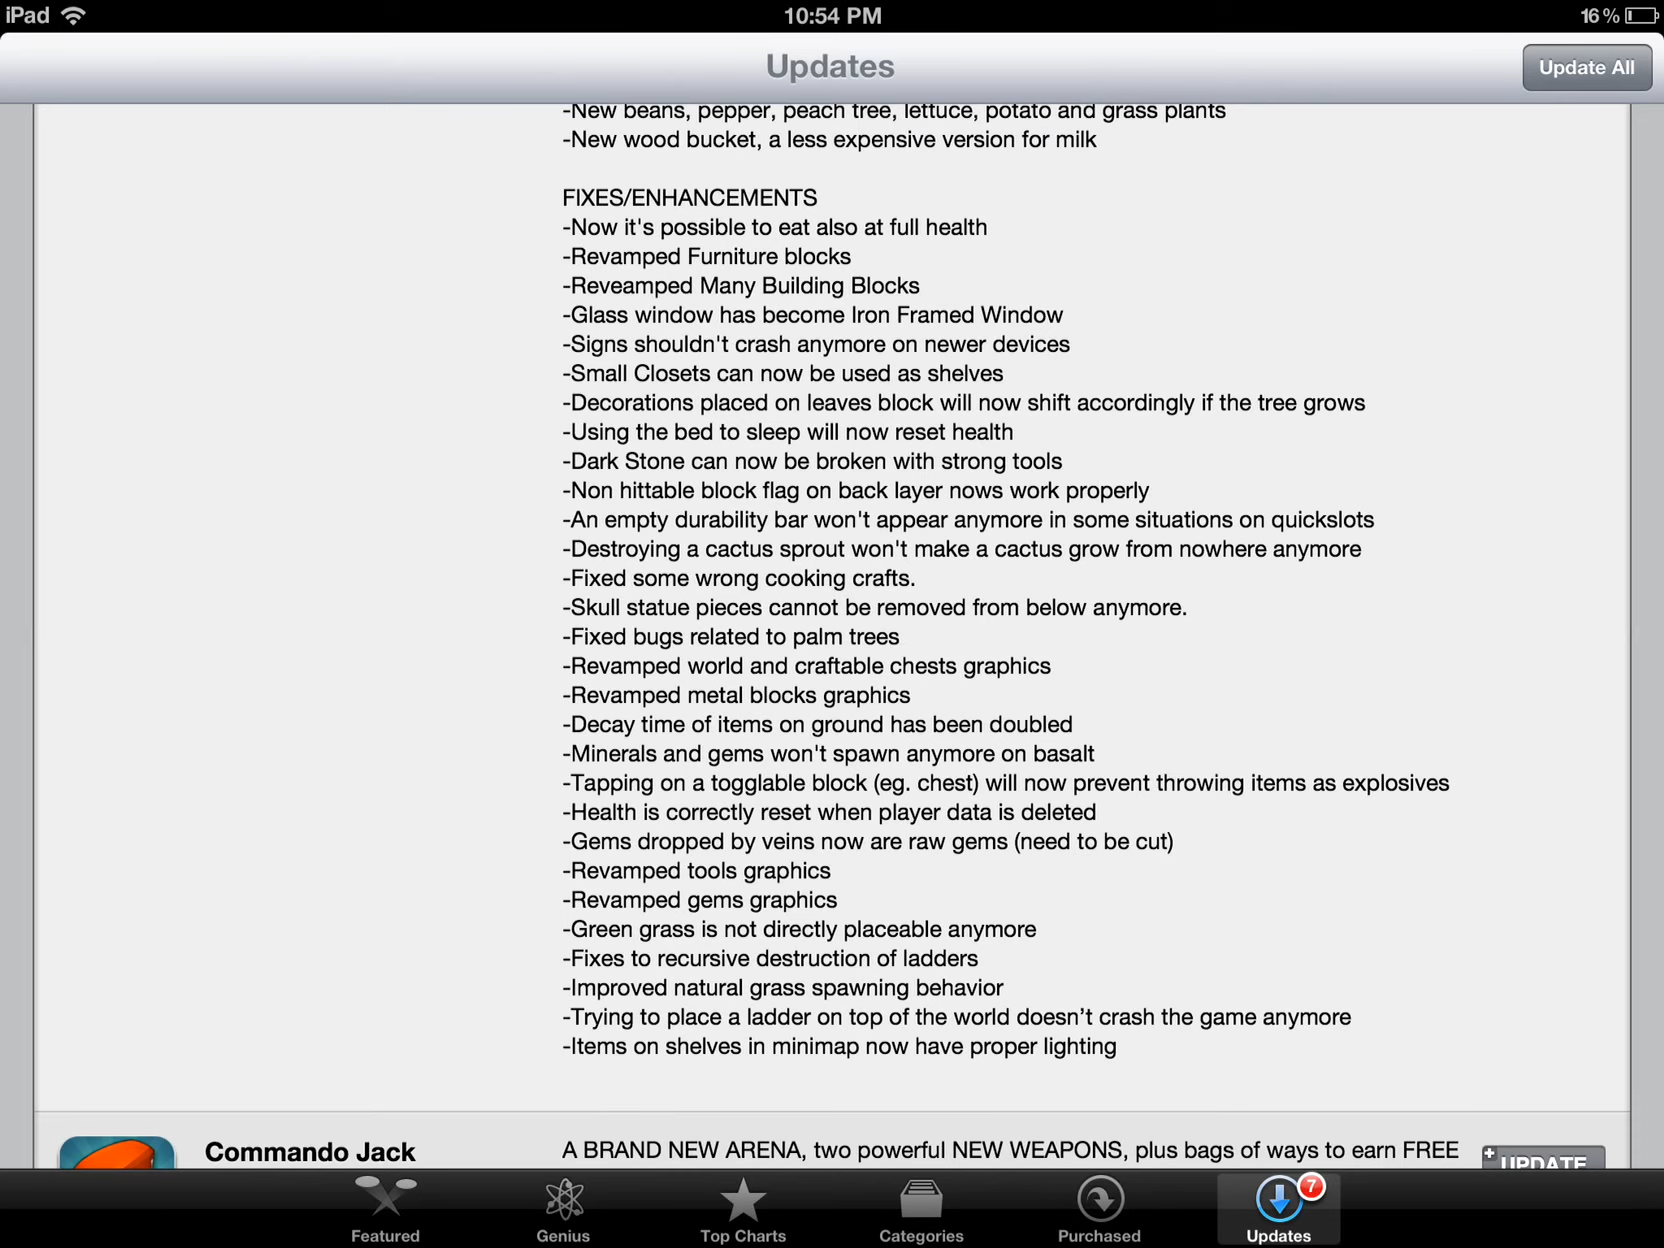 iPad 10:54 PM 16%
Updates Update All
-New beans, pepper, peach tree, lettuce, potato and grass plants
-New wood bucket, a less expensive version for milk
FIXES/ENHANCEMENTS
-Now it's possible to eat also at full health
-Revamped Furniture blocks
-Reveamped Many Building Blocks
-Glass window has become Iron Framed Window
-Signs shouldn't crash anymore on newer devices
-Small Closets can now be used as shelves
-Decorations placed on leaves block will now shift accordingly if the tree grows
-Using the bed to sleep will now reset health
-Dark Stone can now be broken with strong tools
-Non hittable block flag on back layer nows work properly
-An empty durability bar won't appear anymore in some situations on quickslots
-Destroying a cactus sprout won't make a cactus grow from nowhere anymore
-Fixed some wrong cooking crafts.
-Skull statue pieces cannot be removed from below anymore.
-Fixed bugs related to palm trees
-Revamped world and craftable chests graphics
-Revamped metal blocks graphics
-Decay time of items on ground has been doubled
-Minerals and gems won't spawn anymore on basalt
-Tapping on a togglable block (eg. chest) will now prevent throwing items as explosives
-Health is correctly reset when player data is deleted
-Gems dropped by veins now are raw gems (need to be cut)
-Revamped tools graphics
-Revamped gems graphics
-Green grass is not directly placeable anymore
-Fixes to recursive destruction of ladders
-Improved natural grass spawning behavior
-Trying to place a ladder on top of the world doesn’t crash the game anymore
-Items on shelves in minimap now have proper lighting
Commando Jack A BRAND NEW ARENA, two powerful NEW WEAPONS, plus bags of ways to earn FREE UPDATE
7
Featured Genius Top Charts Categories Purchased Updates